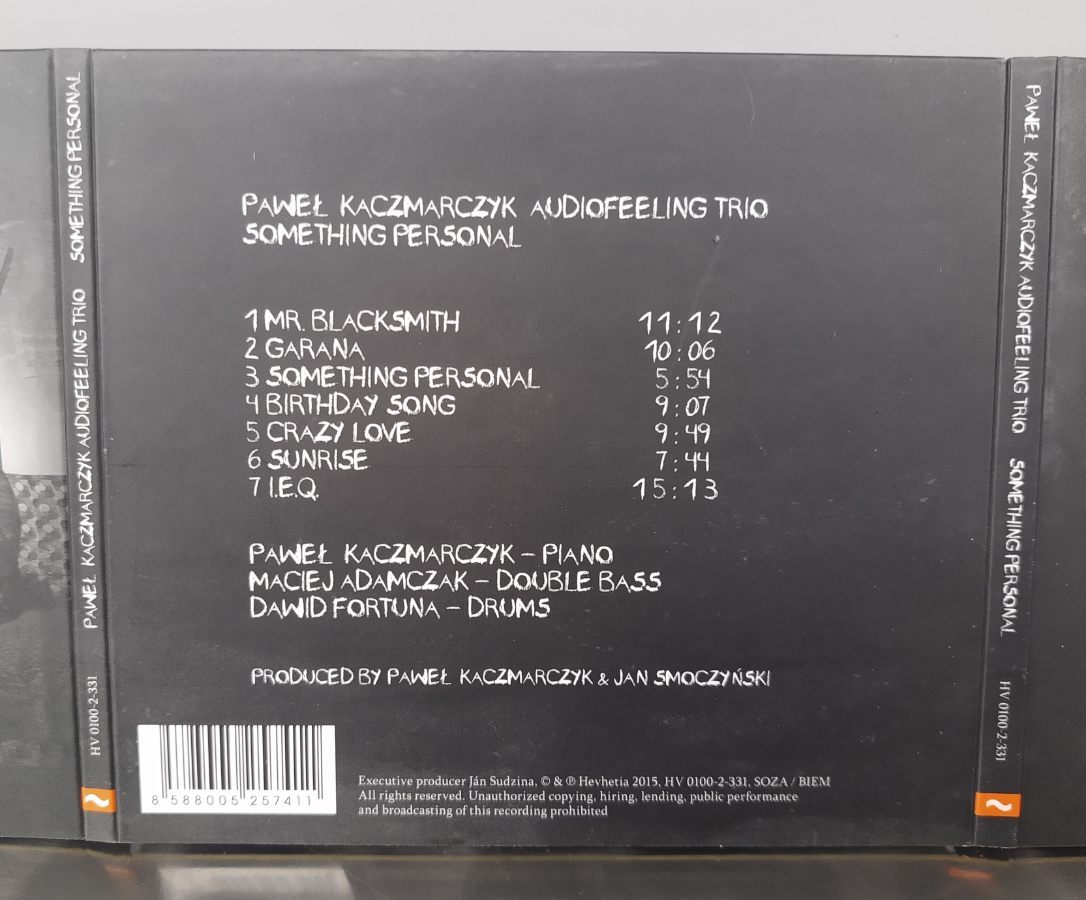 PAWEŁ KACZMARCZYK AUDIOFEELING TRIO SOMETHING PERSONAL
HV 0100-2-331
PAWEŁ KACZMARCZYK AUDIOFEELING TRIO
SOMETHING PERSONAL
1 MR. BLACKSMITH 11:12
2 GARANA 10:06
3 SOMETHING PERSONAL 5:54
4 BIRTHDAY SONG 9:07
5 CRAZY LOVE 9:49
6 SUNRISE 7:44
7 I.E.Q. 15:13
PAWEŁ KACZMARCZYK – PIANO
MACIEJ ADAMCZAK – DOUBLE BASS
DAWID FORTUNA – DRUMS
PRODUCED BY PAWEŁ KACZMARCZYK & JAN SMOCZYŃSKI
8 588005 257411
Executive producer Ján Sudzina, © & ℗ Hevhetia 2015, HV 0100-2-331, SOZA / BIEM
All rights reserved. Unauthorized copying, hiring, lending, public performance
and broadcasting of this recording prohibited
PAWEŁ KACZMARCZYK AUDIOFEELING TRIO SOMETHING PERSONAL
HV 0100-2-331